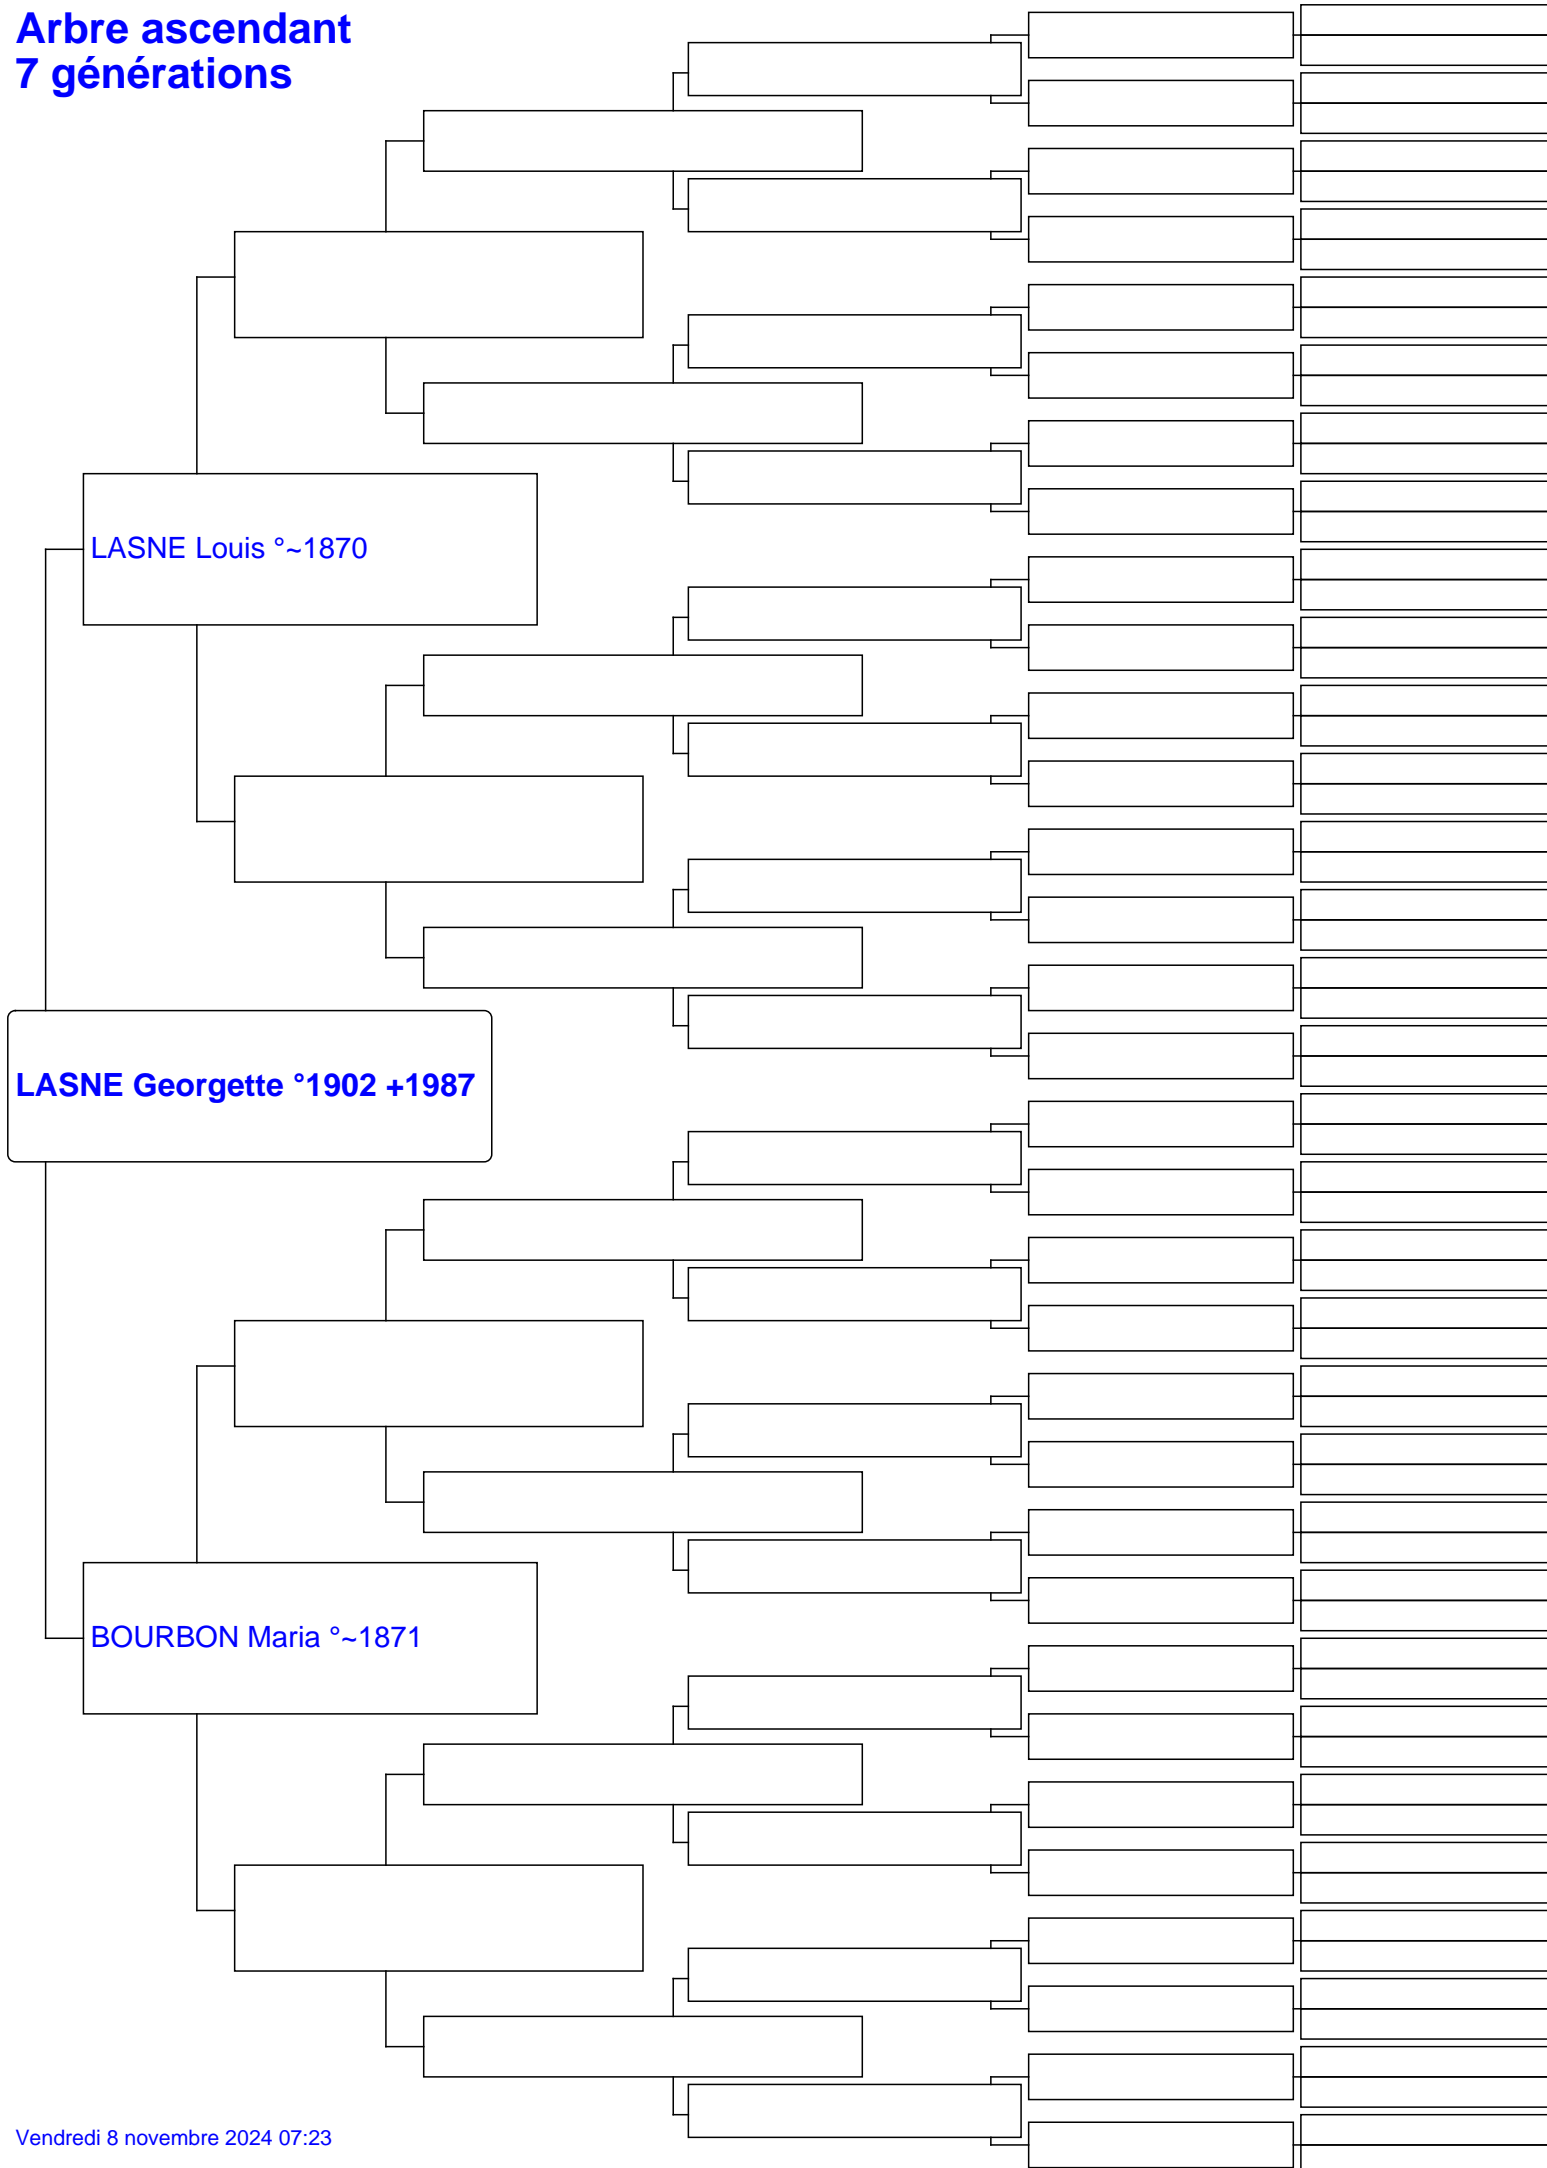 Arbre ascendant
7 générations
LASNE Louis °~1870
LASNE Georgette °1902 +1987
BOURBON Maria °~1871
Vendredi 8 novembre 2024 07:23